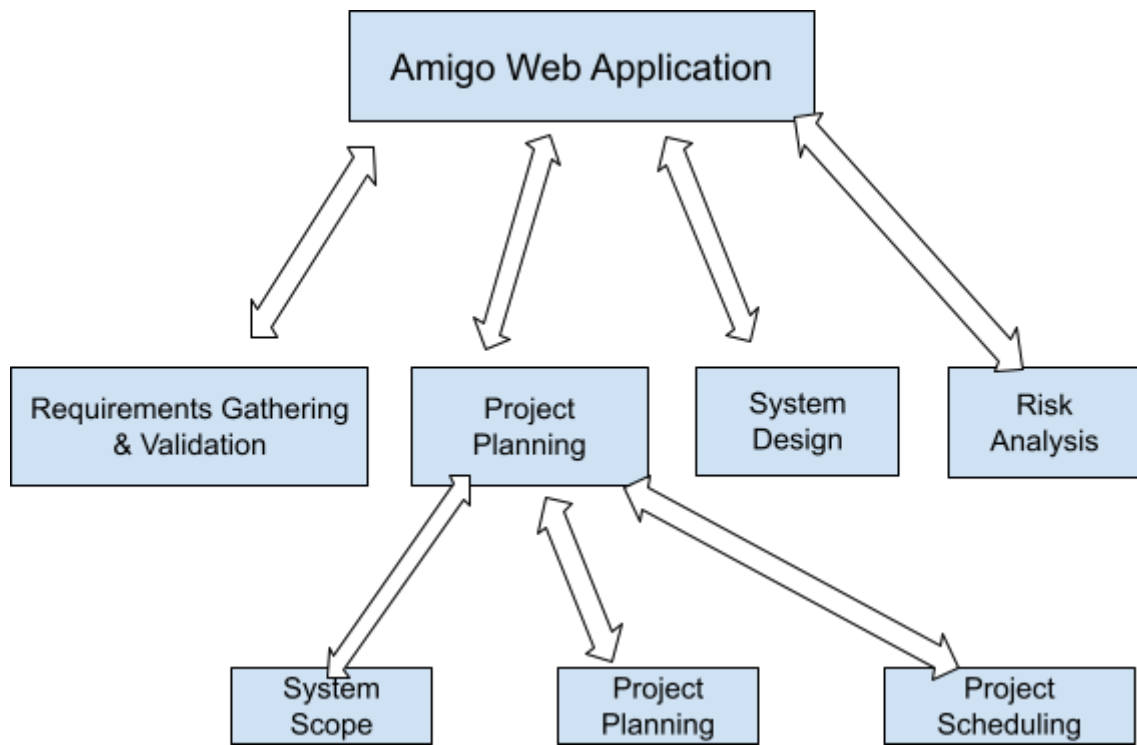 Amigo Web Application
Requirements Gathering
& Validation
Project
Planning
System
Design
Risk
Analysis
System
Scope
Project
Planning
Project
Scheduling